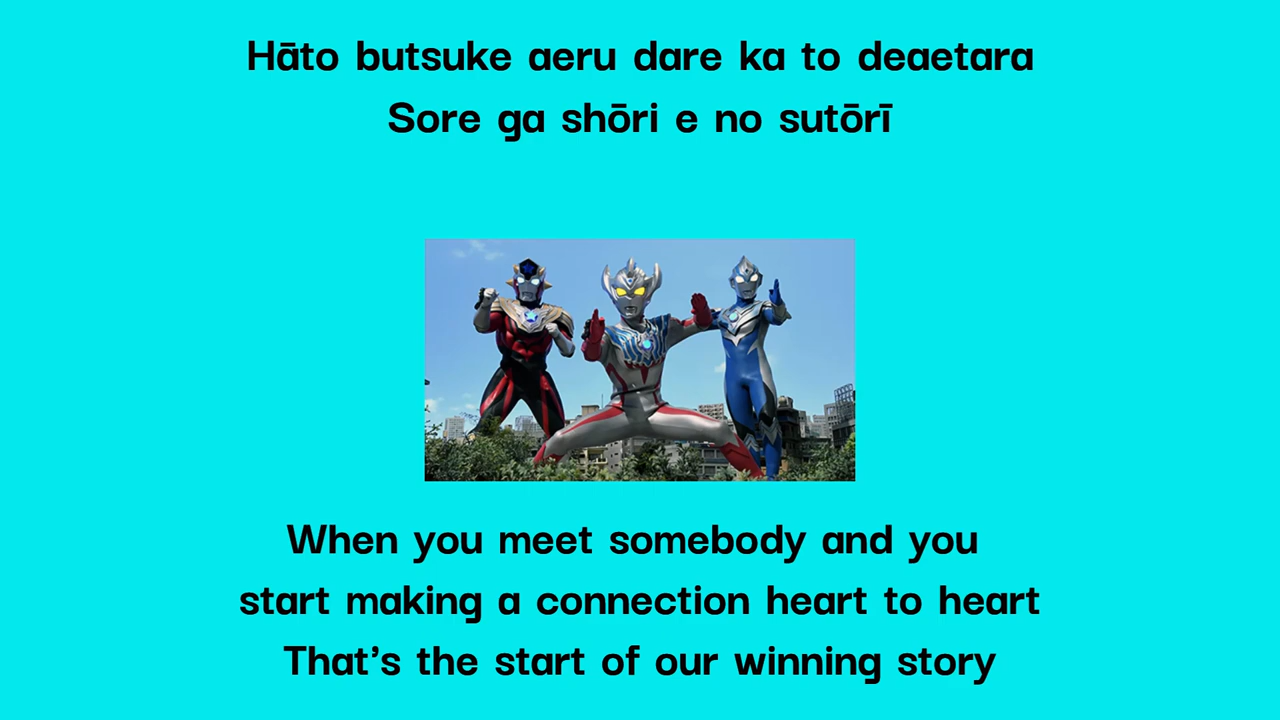 Hāto butsuke aeru dare ka to deaetara
Sore ga shōri e no sutōrī
When you meet somebody and you
start making a connection heart to heart
That's the start of our winning story